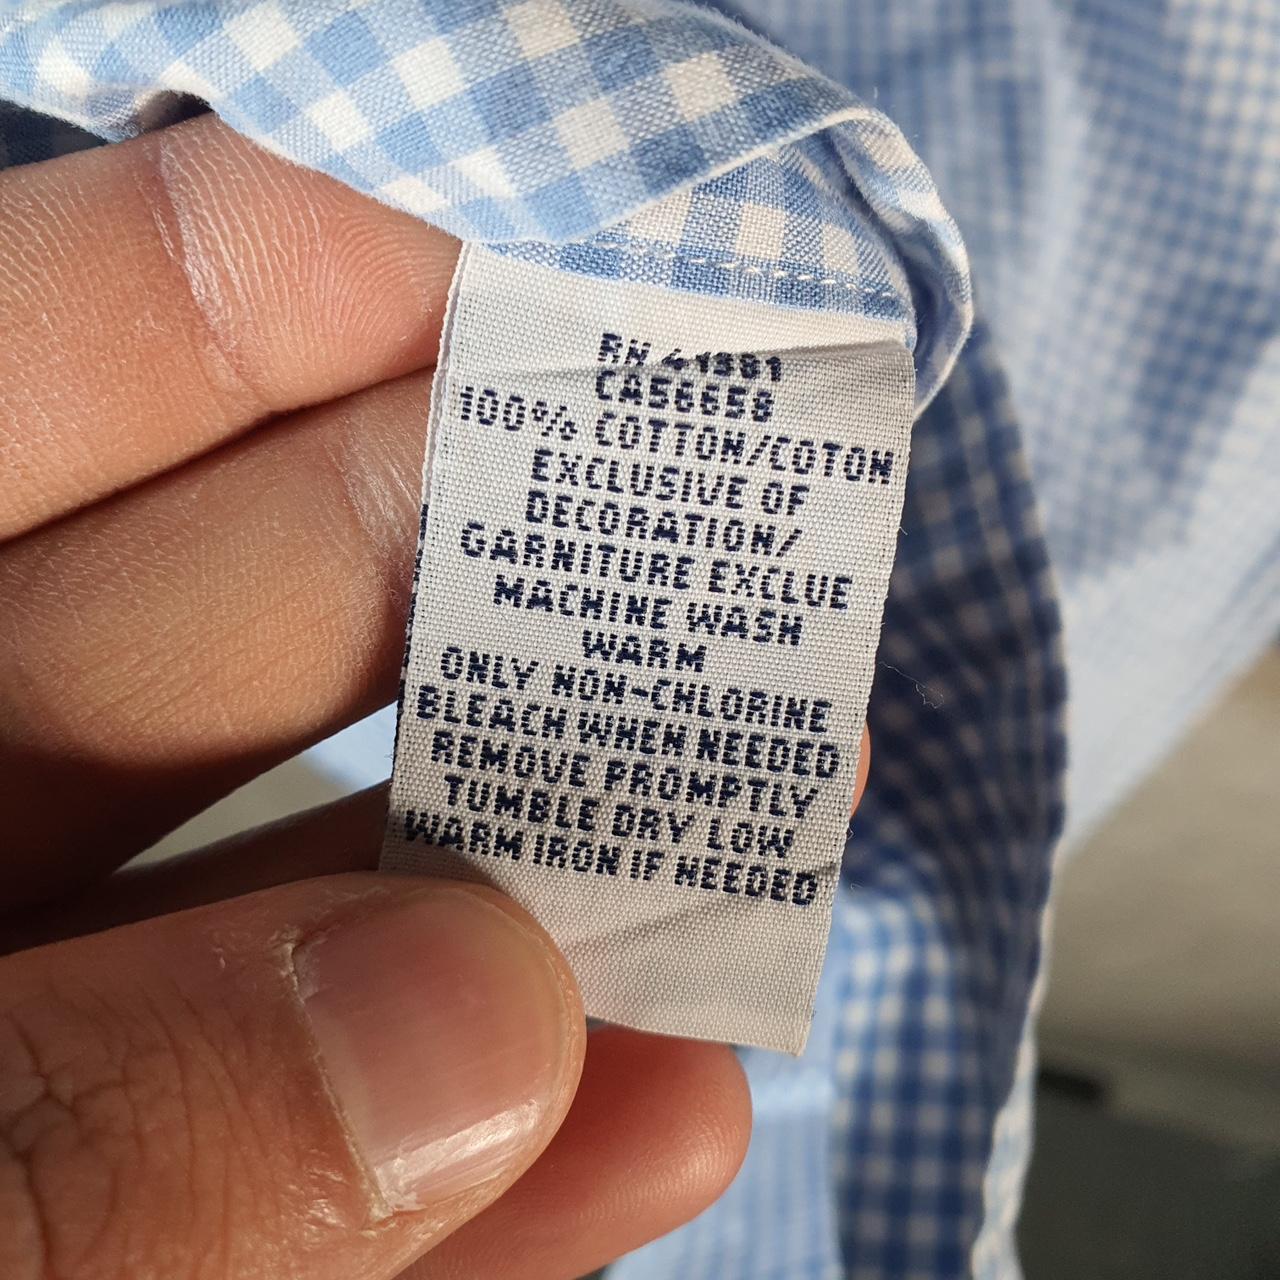 RN 41381
CA56658
100% COTTON/COTON
EXCLUSIVE OF
DECORATION/
GARNITURE EXCLUE
MACHINE WASH
WARM
ONLY NON-CHLORINE
BLEACH WHEN NEEDED
REMOVE PROMPTLY
TUMBLE DRY LOW
WARM IRON IF NEEDED